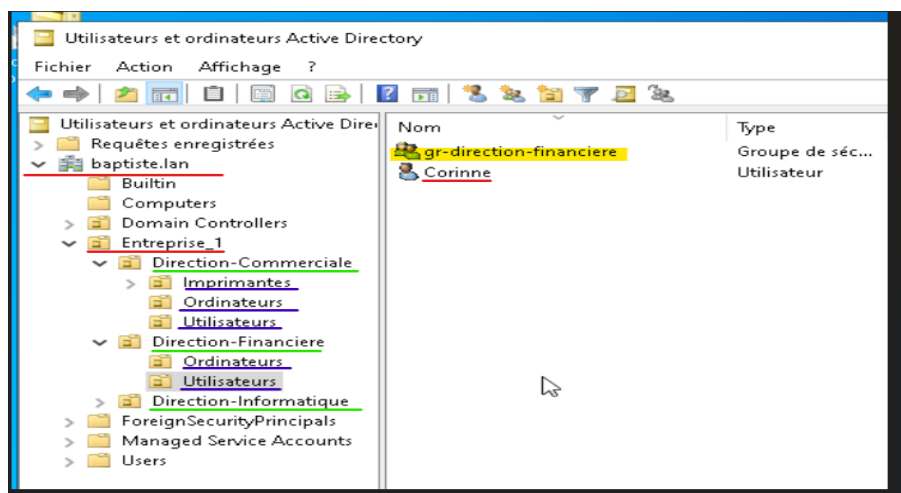 Utilisateurs et ordinateurs Active Directory
Fichier Action Affichage ?
Utilisateurs et ordinateurs Active Dire
Requêtes enregistrées
baptiste.lan
Builtin
Computers
Domain Controllers
Entreprise_1
Direction-Commerciale
Imprimantes
Ordinateurs
Utilisateurs
Direction-Financiere
Ordinateurs
Utilisateurs
Direction-Informatique
ForeignSecurityPrincipals
Managed Service Accounts
Users
Nom Type
gr-direction-financiere Groupe de séc...
Corinne Utilisateur